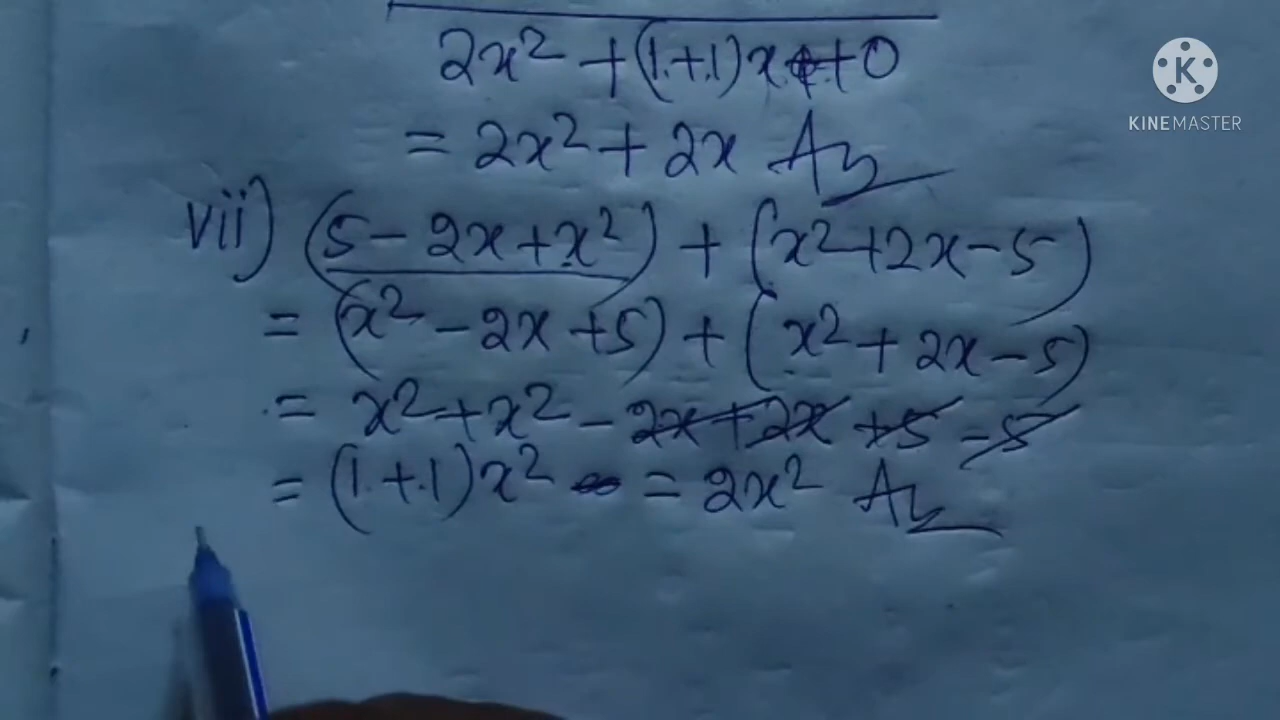 2x² + (1+1)x + 0
= 2x² + 2x Ans
vii) (5 - 2x + x²) + (x² + 2x - 5)
= (x² - 2x + 5) + (x² + 2x - 5)
= x² + x² - 2x + 2x + 5 - 5
= (1+1)x² = 2x² Ans
K
KINEMASTER